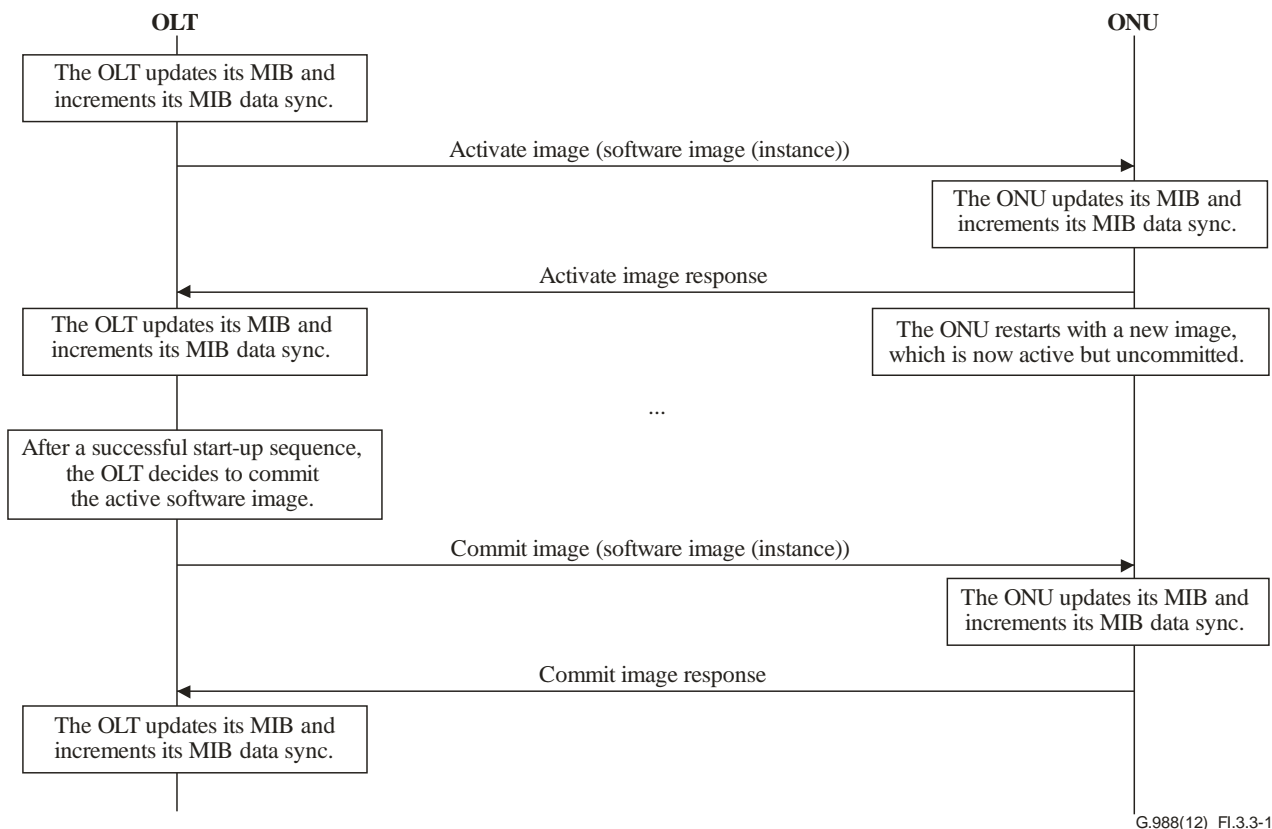 OLT
ONU
The OLT updates its MIB and
increments its MIB data sync.
Activate image (software image (instance))
The ONU updates its MIB and
increments its MIB data sync.
Activate image response
The OLT updates its MIB and
increments its MIB data sync.
The ONU restarts with a new image,
which is now active but uncommitted.
...
After a successful start-up sequence,
the OLT decides to commit
the active software image.
Commit image (software image (instance))
The ONU updates its MIB and
increments its MIB data sync.
Commit image response
The OLT updates its MIB and
increments its MIB data sync.
G.988(12)_FI.3.3-1